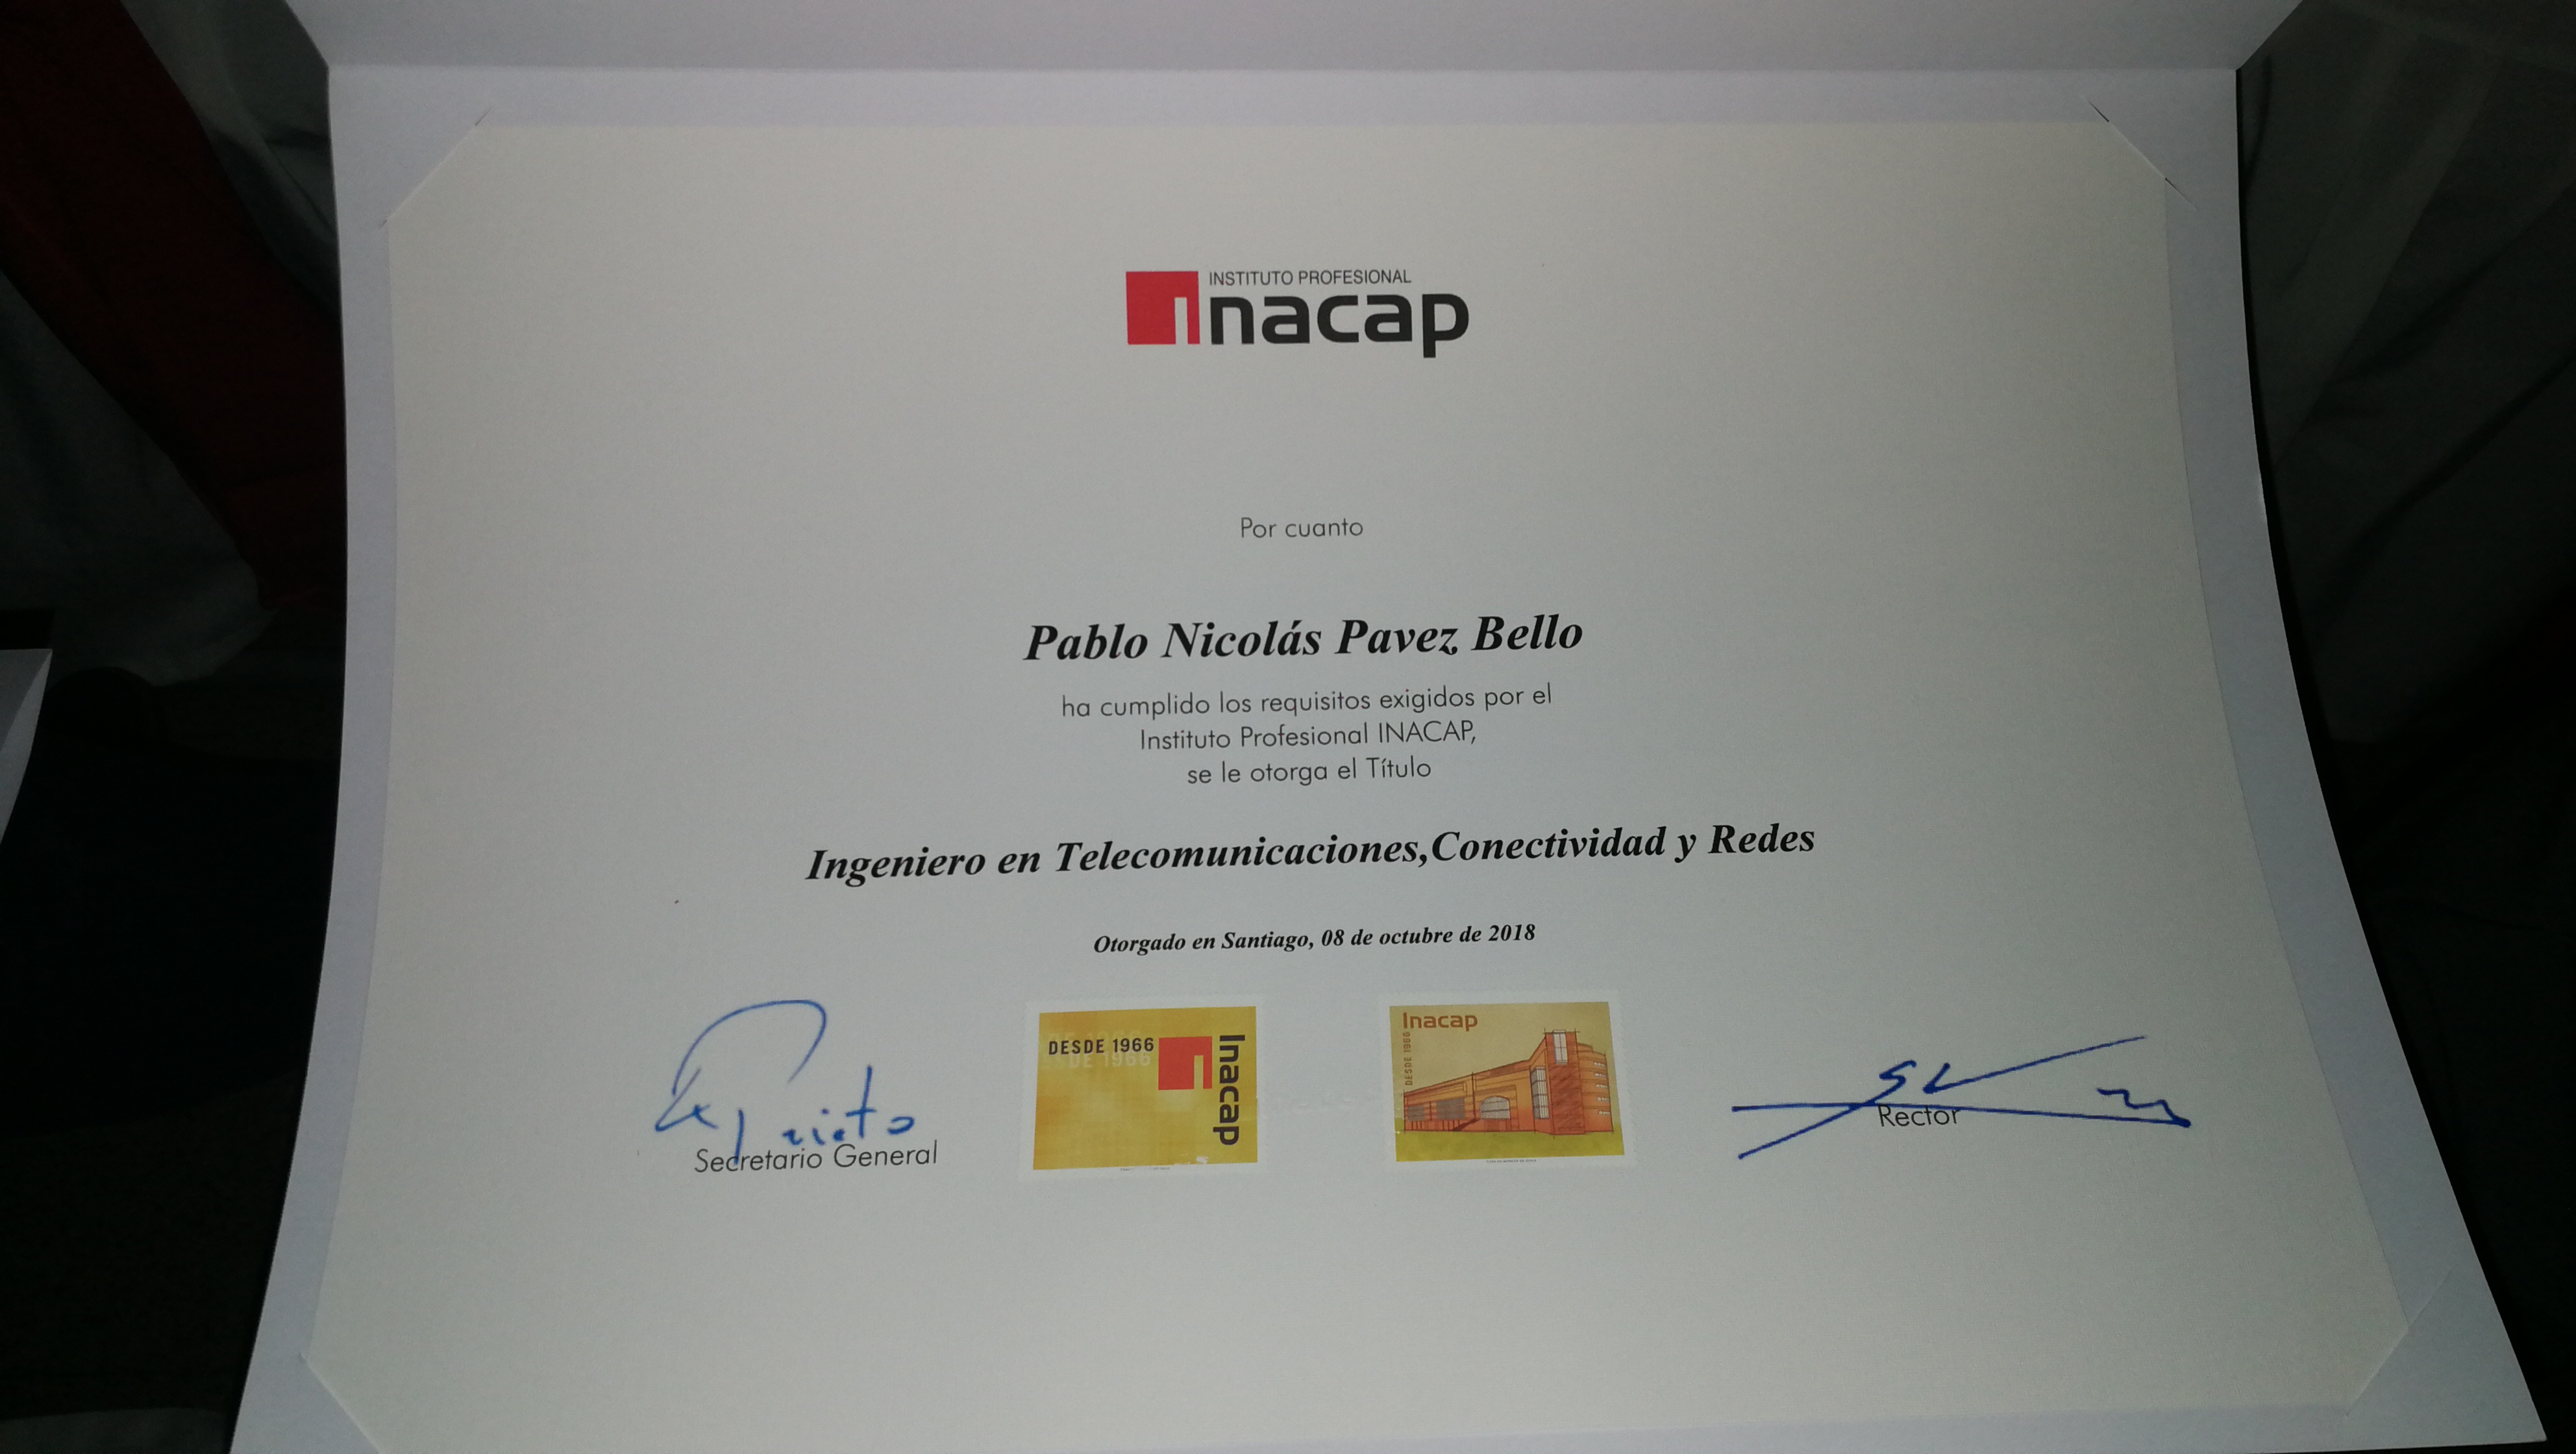 INSTITUTO PROFESIONAL
Inacap
Por cuanto
Pablo Nicolás Pavez Bello
ha cumplido los requisitos exigidos por el
Instituto Profesional INACAP,
se le otorga el Título
Ingeniero en Telecomunicaciones,Conectividad y Redes
Otorgado en Santiago, 08 de octubre de 2018
DESDE 1966
Inacap
Inacap
DESDE 1966
Secretario General
Rector